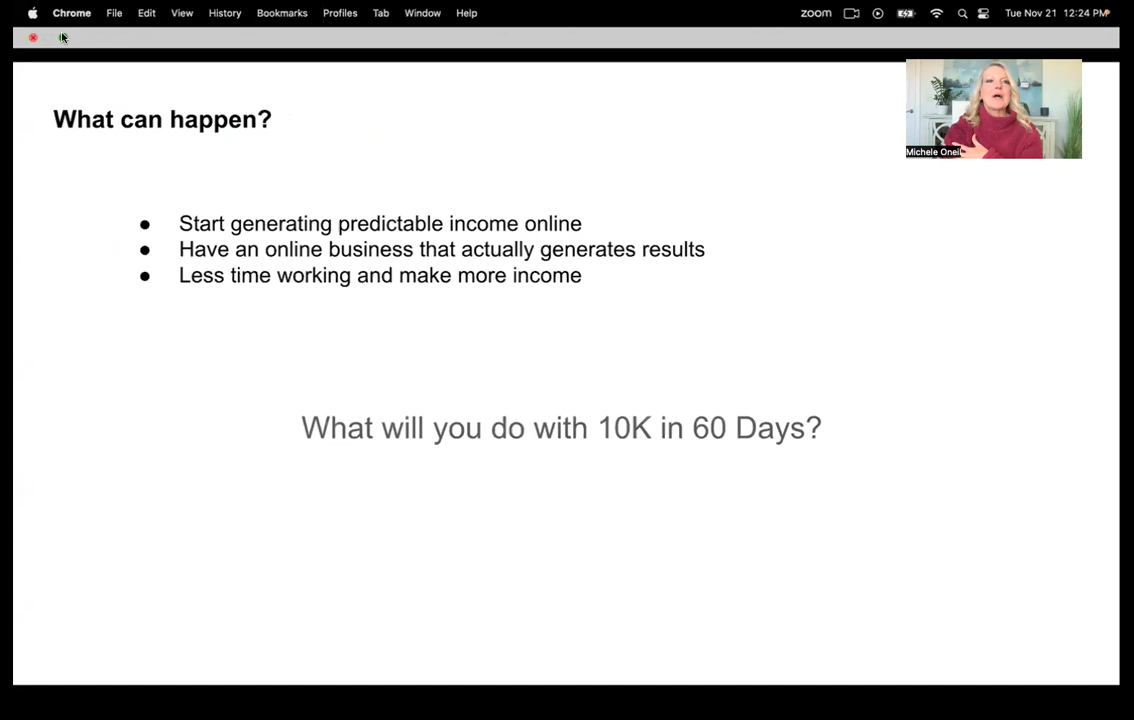 Chrome File Edit View History Bookmarks Profiles Tab Window Help zoom Tue Nov 21 12:24 PM
What can happen?
Michele Oneil
● Start generating predictable income online
● Have an online business that actually generates results
● Less time working and make more income
What will you do with 10K in 60 Days?